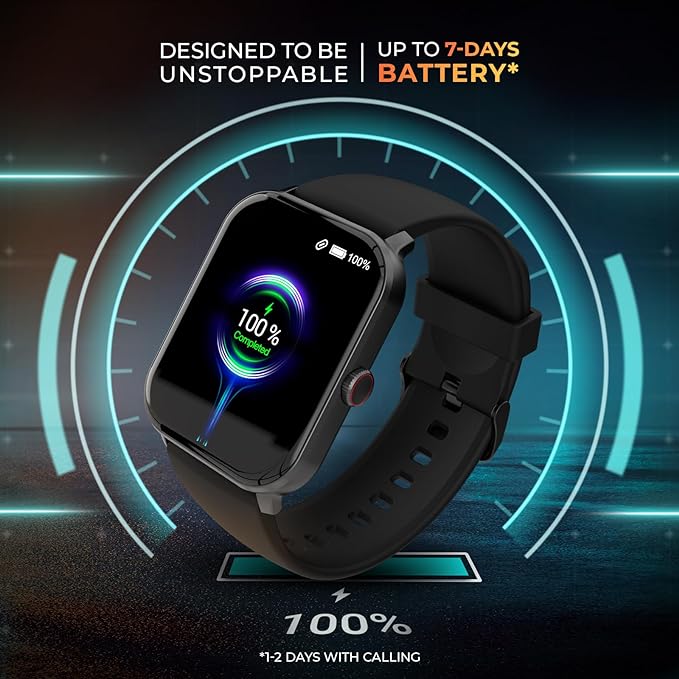 DESIGNED TO BE
UNSTOPPABLE
UP TO 7-DAYS
BATTERY*
100%
100%
Completed
100%
*1-2 DAYS WITH CALLING